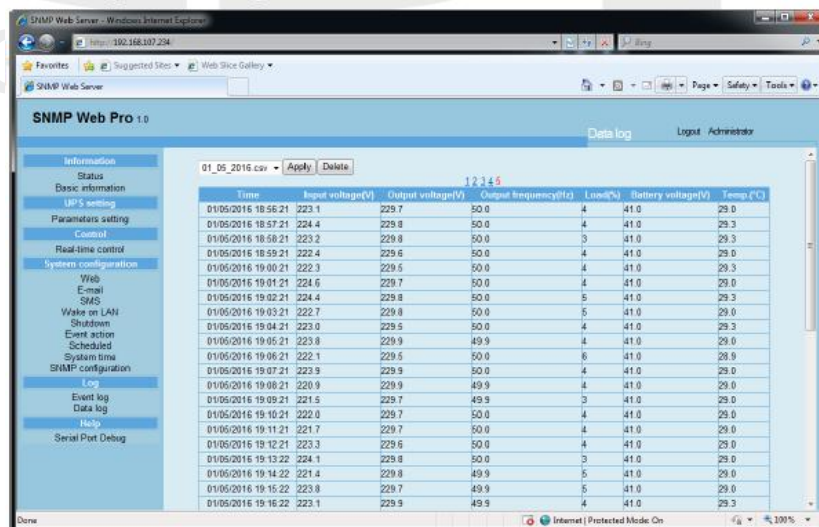 SNMP Web Server - Windows Internet Explorer
http://192.168.107.234/
Bing
Favorites Suggested Sites Web Slice Gallery
SNMP Web Server
Page Safety Tools
SNMP Web Pro 1.0
Data log Logout Administrator
Information
Status
Basic information
UPS setting
Parameters setting
Control
Real-time control
System configuration
Web
E-mail
SMS
Wake on LAN
Shutdown
Event action
Scheduled
System time
SNMP configuration
Log
Event log
Data log
Help
Serial Port Debug
01_05_2016.csv Apply Delete
1 2 3 4 5
Time Input voltage(V) Output voltage(V) Output frequency(Hz) Load(%) Battery voltage(V) Temp.(°C)
01/05/2016 18:56:21 223.1 229.7 50.0 4 41.0 29.0
01/05/2016 18:57:21 224.4 229.8 50.0 4 41.0 29.3
01/05/2016 18:58:21 223.2 229.8 50.0 3 41.0 29.3
01/05/2016 18:59:21 222.4 229.6 50.0 4 41.0 29.0
01/05/2016 19:00:21 222.3 229.5 50.0 4 41.0 29.3
01/05/2016 19:01:21 224.6 229.7 50.0 4 41.0 29.0
01/05/2016 19:02:21 224.4 229.8 50.0 5 41.0 29.3
01/05/2016 19:03:21 222.7 229.8 50.0 5 41.0 29.0
01/05/2016 19:04:21 223.0 229.5 50.0 4 41.0 29.3
01/05/2016 19:05:21 223.8 229.9 49.9 4 41.0 29.0
01/05/2016 19:06:21 222.1 229.5 50.0 6 41.0 28.9
01/05/2016 19:07:21 223.9 229.9 50.0 4 41.0 29.0
01/05/2016 19:08:21 220.9 229.9 49.9 4 41.0 29.0
01/05/2016 19:09:21 221.5 229.7 49.9 3 41.0 29.0
01/05/2016 19:10:21 222.0 229.7 50.0 4 41.0 29.0
01/05/2016 19:11:21 221.7 229.7 50.0 4 41.0 29.0
01/05/2016 19:12:21 223.3 229.6 50.0 4 41.0 29.0
01/05/2016 19:13:22 224.1 229.8 50.0 3 41.0 29.0
01/05/2016 19:14:22 221.4 229.8 49.9 5 41.0 29.0
01/05/2016 19:15:22 223.8 229.7 49.9 5 41.0 29.0
01/05/2016 19:16:22 223.1 229.9 49.9 4 41.0 29.3
Done Internet | Protected Mode: On 100%